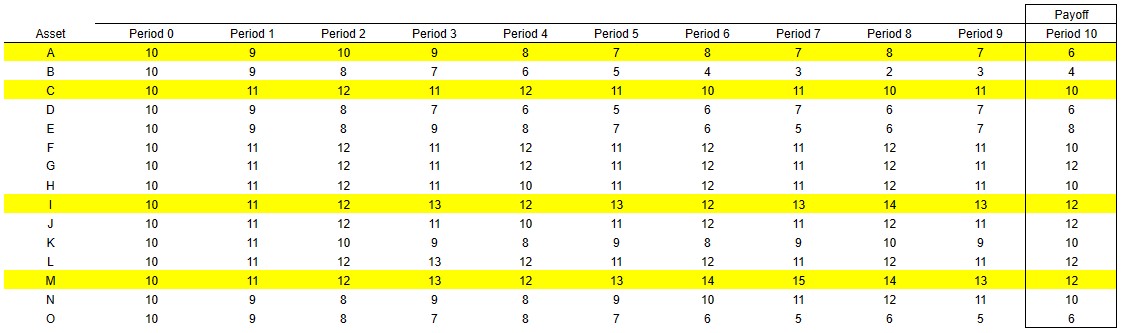 Payoff
Asset Period 0 Period 1 Period 2 Period 3 Period 4 Period 5 Period 6 Period 7 Period 8 Period 9 Period 10
A 10 9 10 9 8 7 8 7 8 7 6
B 10 9 8 7 6 5 4 3 2 3 4
C 10 11 12 11 12 11 10 11 10 11 10
D 10 9 8 7 6 5 6 7 6 7 6
E 10 9 8 9 8 7 6 5 6 7 8
F 10 11 12 11 12 11 12 11 12 11 10
G 10 11 12 11 12 11 12 11 12 11 12
H 10 11 12 11 10 11 12 11 12 11 10
I 10 11 12 13 12 13 12 13 14 13 12
J 10 11 12 11 10 11 12 11 12 11 12
K 10 11 10 9 8 9 8 9 10 9 10
L 10 11 12 13 12 11 12 11 12 11 12
M 10 11 12 13 12 13 14 15 14 13 12
N 10 9 8 9 8 9 10 11 12 11 10
O 10 9 8 7 8 7 6 5 6 5 6